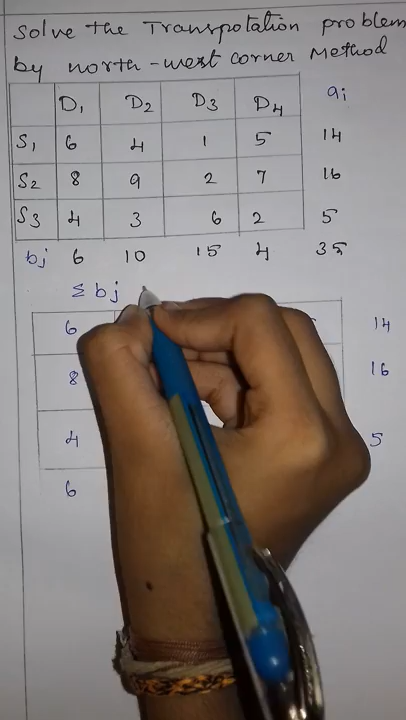 Solve the Transpotation problem
by north-west corner Method
D1 D2 D3 D4 ai
S1 6 4 1 5 14
S2 8 9 2 7 16
S3 4 3 6 2 5
bj 6 10 15 4 35
Σbj
6 14
8 16
4 5
6